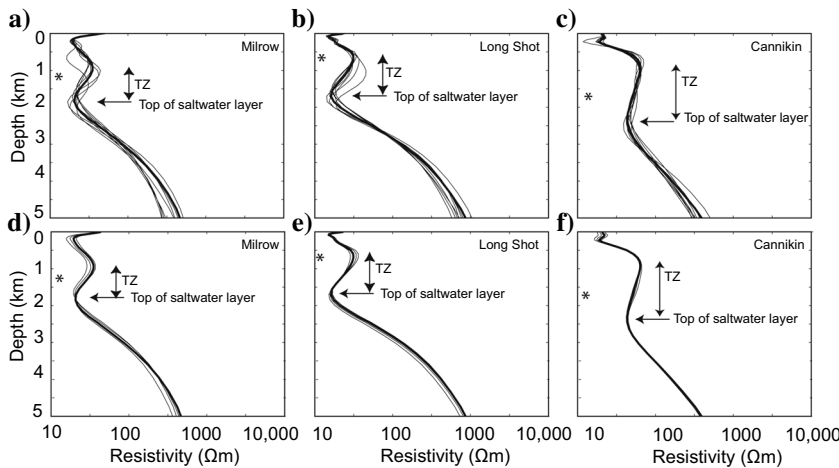 a)
b)
c)
0
1
2
3
4
5
Depth (km)
Milrow
*
TZ
Top of saltwater layer
Long Shot
*
TZ
Top of saltwater layer
Cannikin
*
TZ
Top of saltwater layer
d)
e)
f)
0
1
2
3
4
5
Depth (km)
Milrow
*
TZ
Top of saltwater layer
Long Shot
*
TZ
Top of saltwater layer
Cannikin
*
TZ
Top of saltwater layer
10 100 1000 10,000
10 100 1000 10,000
10 100 1000 10,000
Resistivity (Ωm)
Resistivity (Ωm)
Resistivity (Ωm)